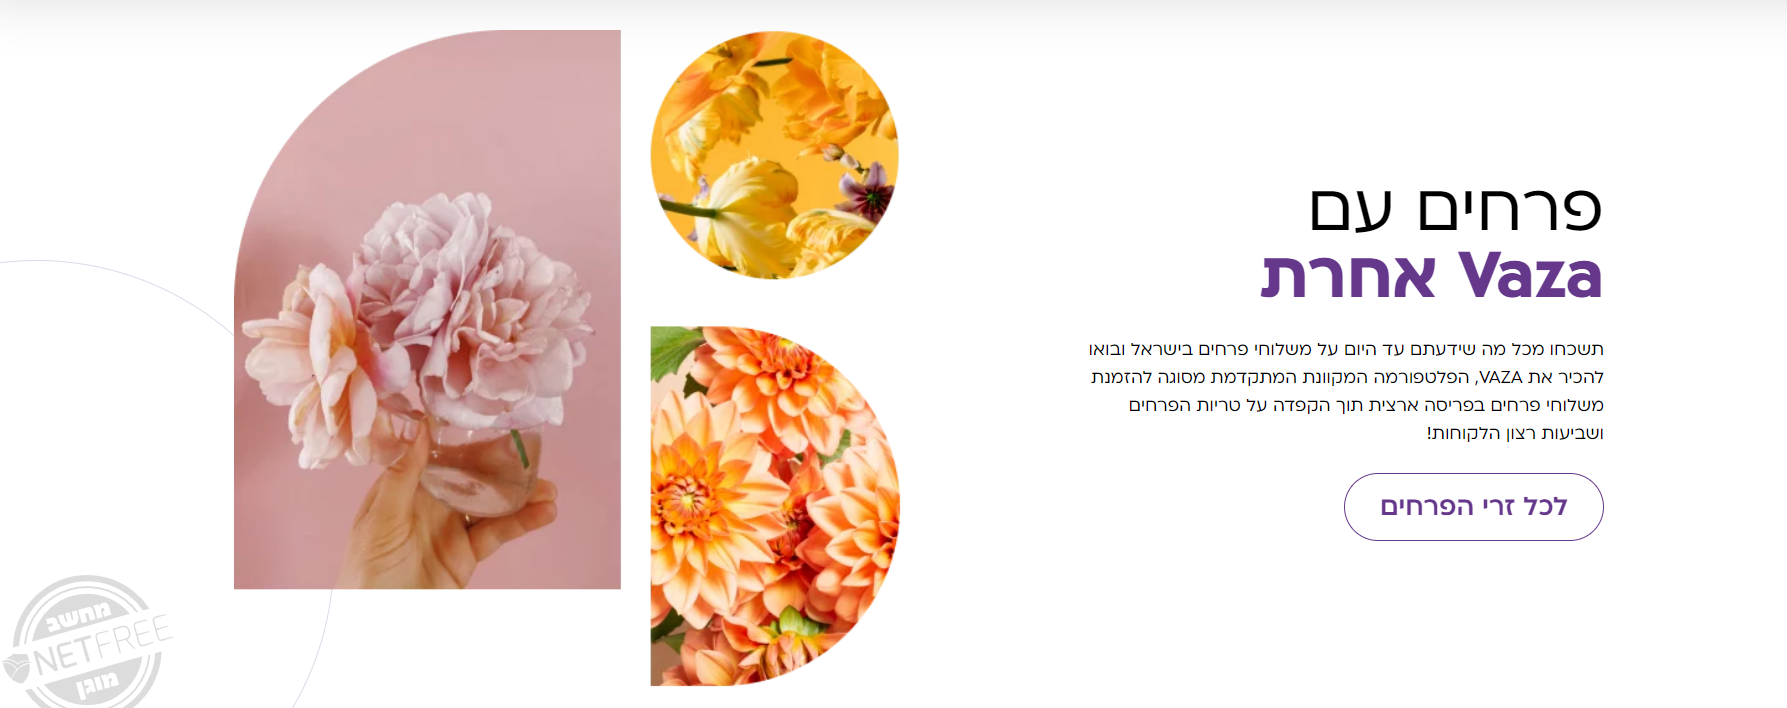 פרחים עם
Vaza אחרת
תשכחו מכל מה שידעתם עד היום על משלוחי פרחים בישראל ובואו
להכיר את VAZA, הפלטפורמה המקוונת המתקדמת מסוגה להזמנת
משלוחי פרחים בפריסה ארצית תוך הקפדה על טריות הפרחים
ושביעות רצון הלקוחות!
לכל זרי הפרחים
מחשב
NETFREE
מוגן